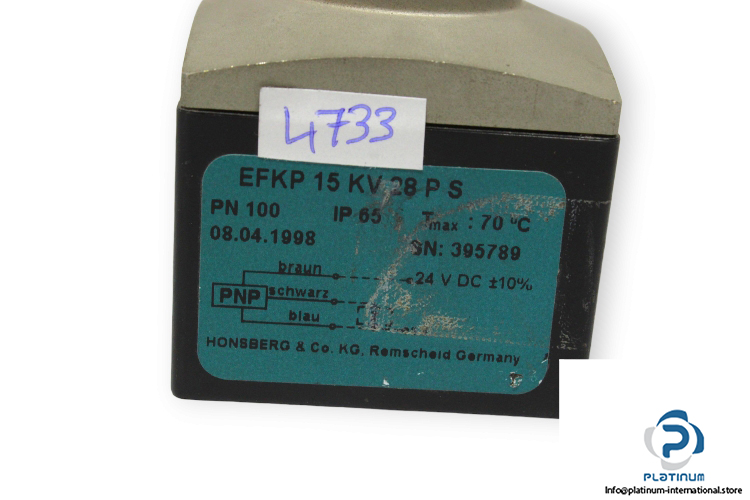 4733
EFKP 15 KV 28 P S
PN 100 IP 65 Tmax : 70 °C
08.04.1998 SN: 395789
braun 24 V DC ±10%
PNP schwarz
blau
HONSBERG & Co. KG. Remscheid Germany
PLATINUM
Info@platinum-international.store